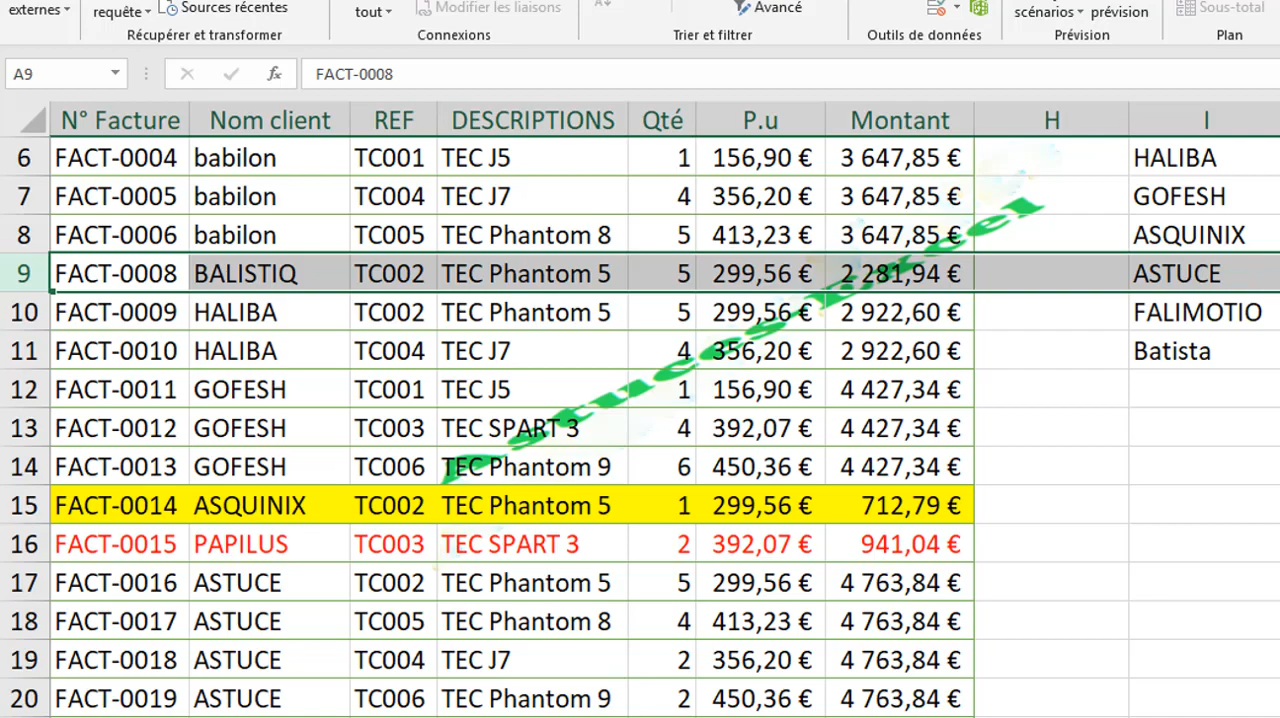 externes requête Sources récentes tout Modifier les liaisons Avancé scénarios prévision Sous-total
Récupérer et transformer Connexions Trier et filtrer Outils de données Prévision Plan
A9 fx FACT-0008
N° Facture Nom client REF DESCRIPTIONS Qté P.u Montant H I
6 FACT-0004 babilon TC001 TEC J5 1 156,90 € 3 647,85 € HALIBA
7 FACT-0005 babilon TC004 TEC J7 4 356,20 € 3 647,85 € GOFESH
8 FACT-0006 babilon TC005 TEC Phantom 8 5 413,23 € 3 647,85 € ASQUINIX
9 FACT-0008 BALISTIQ TC002 TEC Phantom 5 5 299,56 € 2 281,94 € ASTUCE
10 FACT-0009 HALIBA TC002 TEC Phantom 5 5 299,56 € 2 922,60 € FALIMOTIO
11 FACT-0010 HALIBA TC004 TEC J7 4 356,20 € 2 922,60 € Batista
12 FACT-0011 GOFESH TC001 TEC J5 1 156,90 € 4 427,34 €
13 FACT-0012 GOFESH TC003 TEC SPART 3 4 392,07 € 4 427,34 €
14 FACT-0013 GOFESH TC006 TEC Phantom 9 6 450,36 € 4 427,34 €
15 FACT-0014 ASQUINIX TC002 TEC Phantom 5 1 299,56 € 712,79 €
16 FACT-0015 PAPILUS TC003 TEC SPART 3 2 392,07 € 941,04 €
17 FACT-0016 ASTUCE TC002 TEC Phantom 5 5 299,56 € 4 763,84 €
18 FACT-0017 ASTUCE TC005 TEC Phantom 8 4 413,23 € 4 763,84 €
19 FACT-0018 ASTUCE TC004 TEC J7 2 356,20 € 4 763,84 €
20 FACT-0019 ASTUCE TC006 TEC Phantom 9 2 450,36 € 4 763,84 €
Astuces-Excel